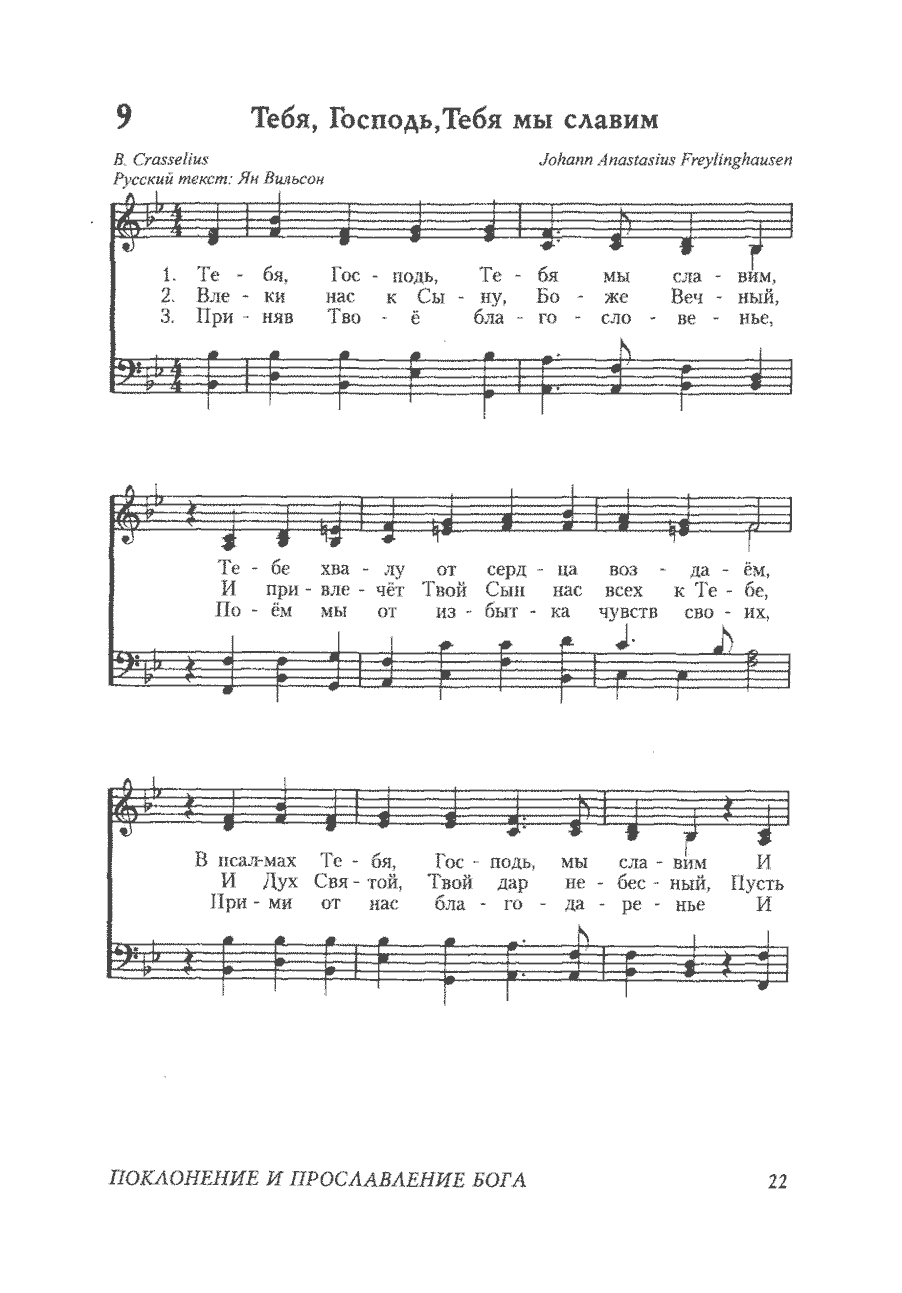 9 Тебя, Господь,Тебя мы славим
B. Crasselius Johann Anastasius Freylinghausen
Русский текст: Ян Вильсон
1. Те - бя, Гос - подь, Те - бя мы сла - вим,
2. Вле - ки нас к Сы - ну, Бо - же Веч - ный,
3. При - няв Тво - ё бла - го - сло - ве - нье,
Те - бе хва - лу от серд - ца воз - да - ём,
И при - вле - чёт Твой Сын нас всех к Те - бе,
По - ём мы от из - быт - ка чувств сво - их,
В псал-мах Те - бя, Гос - подь, мы сла - вим И
И Дух Свя - той, Твой дар не - бес - ный, Пусть
При - ми от нас бла - го - да - ре - нье И
ПОКЛОНЕНИЕ И ПРОСЛАВЛЕНИЕ БОГА 22